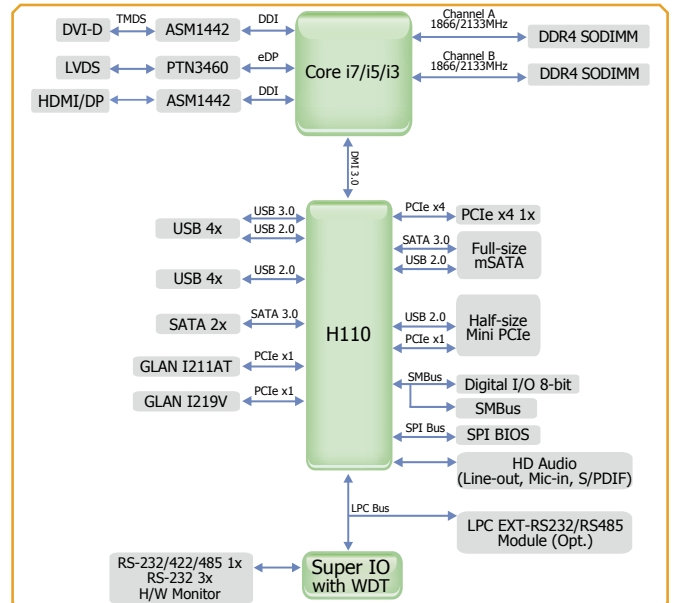 DVI-D
TMDS
ASM1442
DDI
LVDS
PTN3460
eDP
HDMI/DP
ASM1442
DDI
Core i7/i5/i3
Channel A
1866/2133MHz
DDR4 SODIMM
Channel B
1866/2133MHz
DDR4 SODIMM
DMI 3.0
USB 4x
USB 3.0
USB 2.0
USB 4x
USB 2.0
SATA 2x
SATA 3.0
GLAN I211AT
PCIe x1
GLAN I219V
PCIe x1
H110
PCIe x4
PCIe x4 1x
SATA 3.0
USB 2.0
Full-size
mSATA
USB 2.0
PCIe x1
Half-size
Mini PCIe
SMBus
Digital I/O 8-bit
SMBus
SPI Bus
SPI BIOS
HD Audio
(Line-out, Mic-in, S/PDIF)
LPC Bus
LPC EXT-RS232/RS485
Module (Opt.)
RS-232/422/485 1x
RS-232 3x
H/W Monitor
Super IO
with WDT